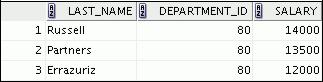 LAST_NAME DEPARTMENT_ID SALARY
1 Russell 80 14000
2 Partners 80 13500
3 Errazuriz 80 12000